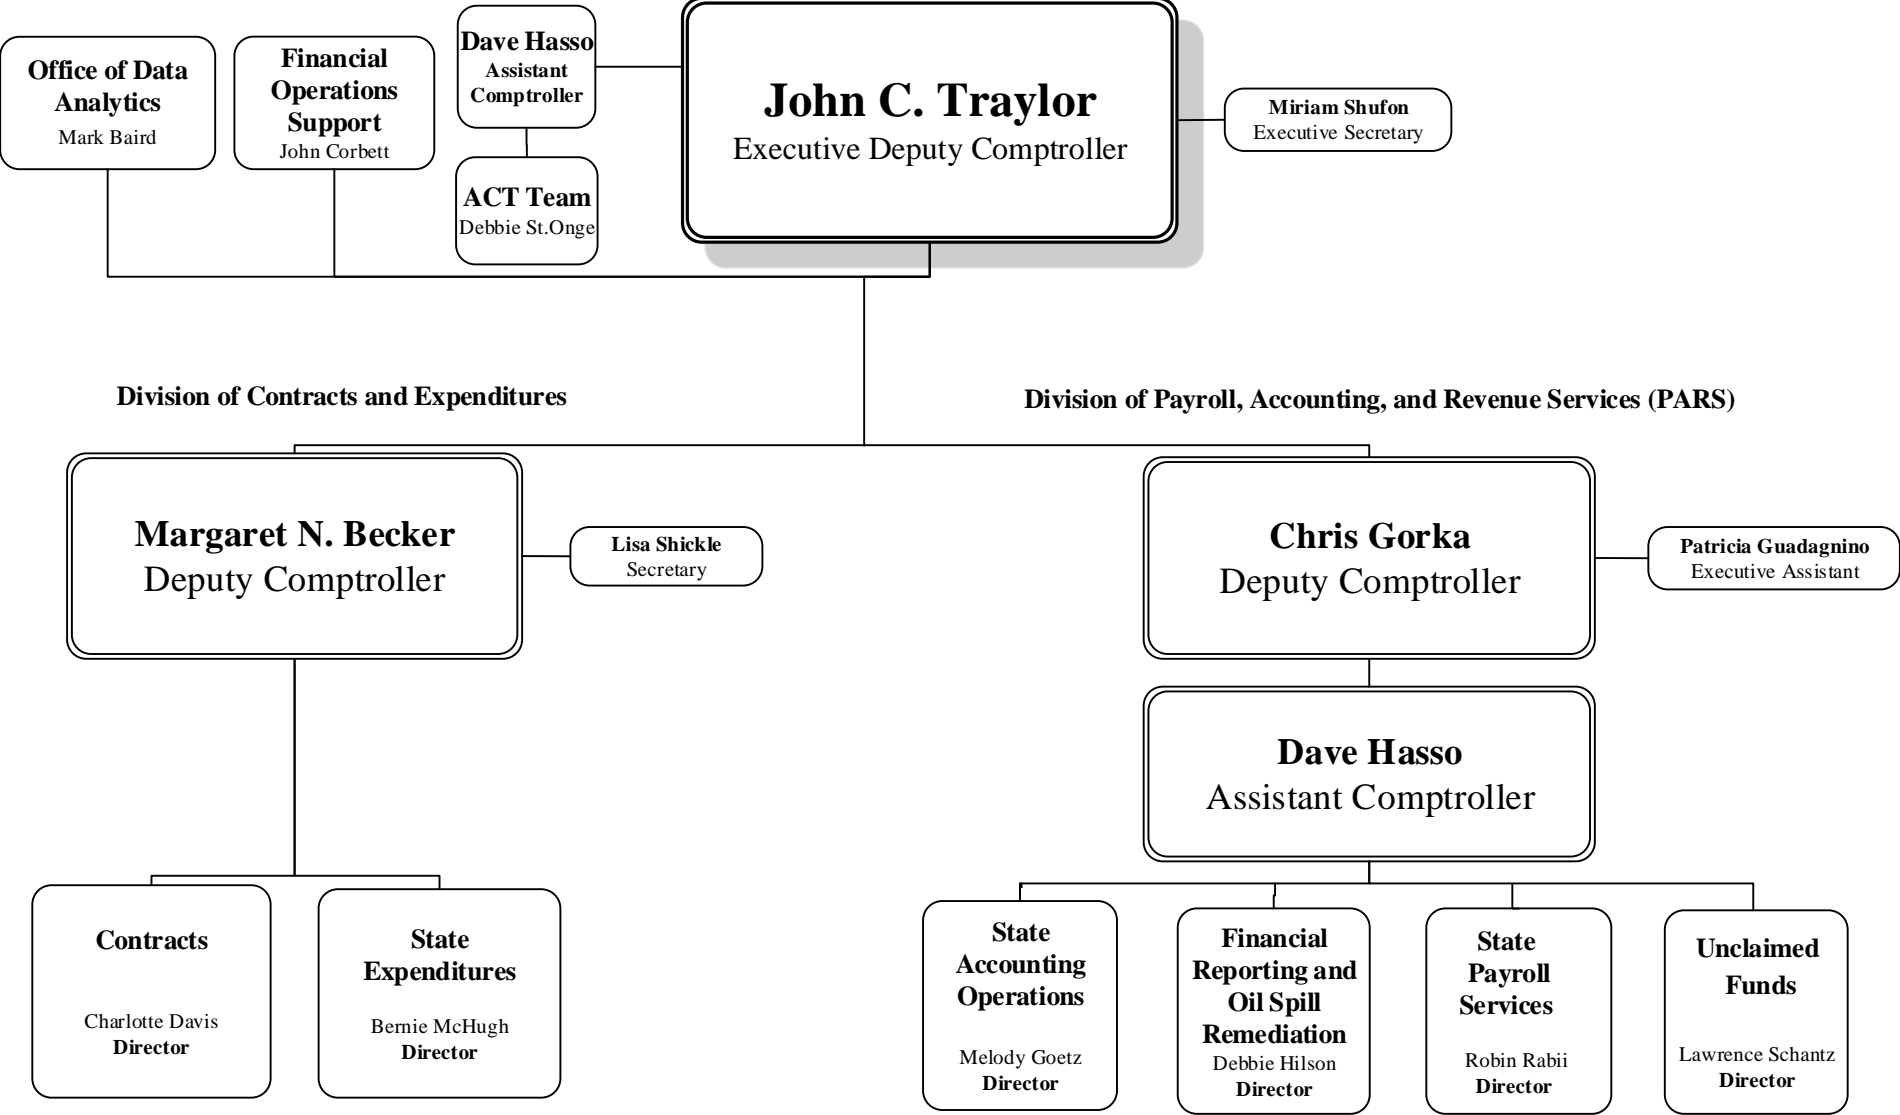 Office of Data
Analytics
Mark Baird
Financial
Operations
Support
John Corbett
Dave Hasso
Assistant
Comptroller
ACT Team
Debbie St.Onge
John C. Traylor
Executive Deputy Comptroller
Miriam Shufon
Executive Secretary
Division of Contracts and Expenditures
Division of Payroll, Accounting, and Revenue Services (PARS)
Margaret N. Becker
Deputy Comptroller
Lisa Shickle
Secretary
Chris Gorka
Deputy Comptroller
Patricia Guadagnino
Executive Assistant
Dave Hasso
Assistant Comptroller
Contracts
Charlotte Davis
Director
State
Expenditures
Bernie McHugh
Director
State
Accounting
Operations
Melody Goetz
Director
Financial
Reporting and
Oil Spill
Remediation
Debbie Hilson
Director
State
Payroll
Services
Robin Rabii
Director
Unclaimed
Funds
Lawrence Schantz
Director